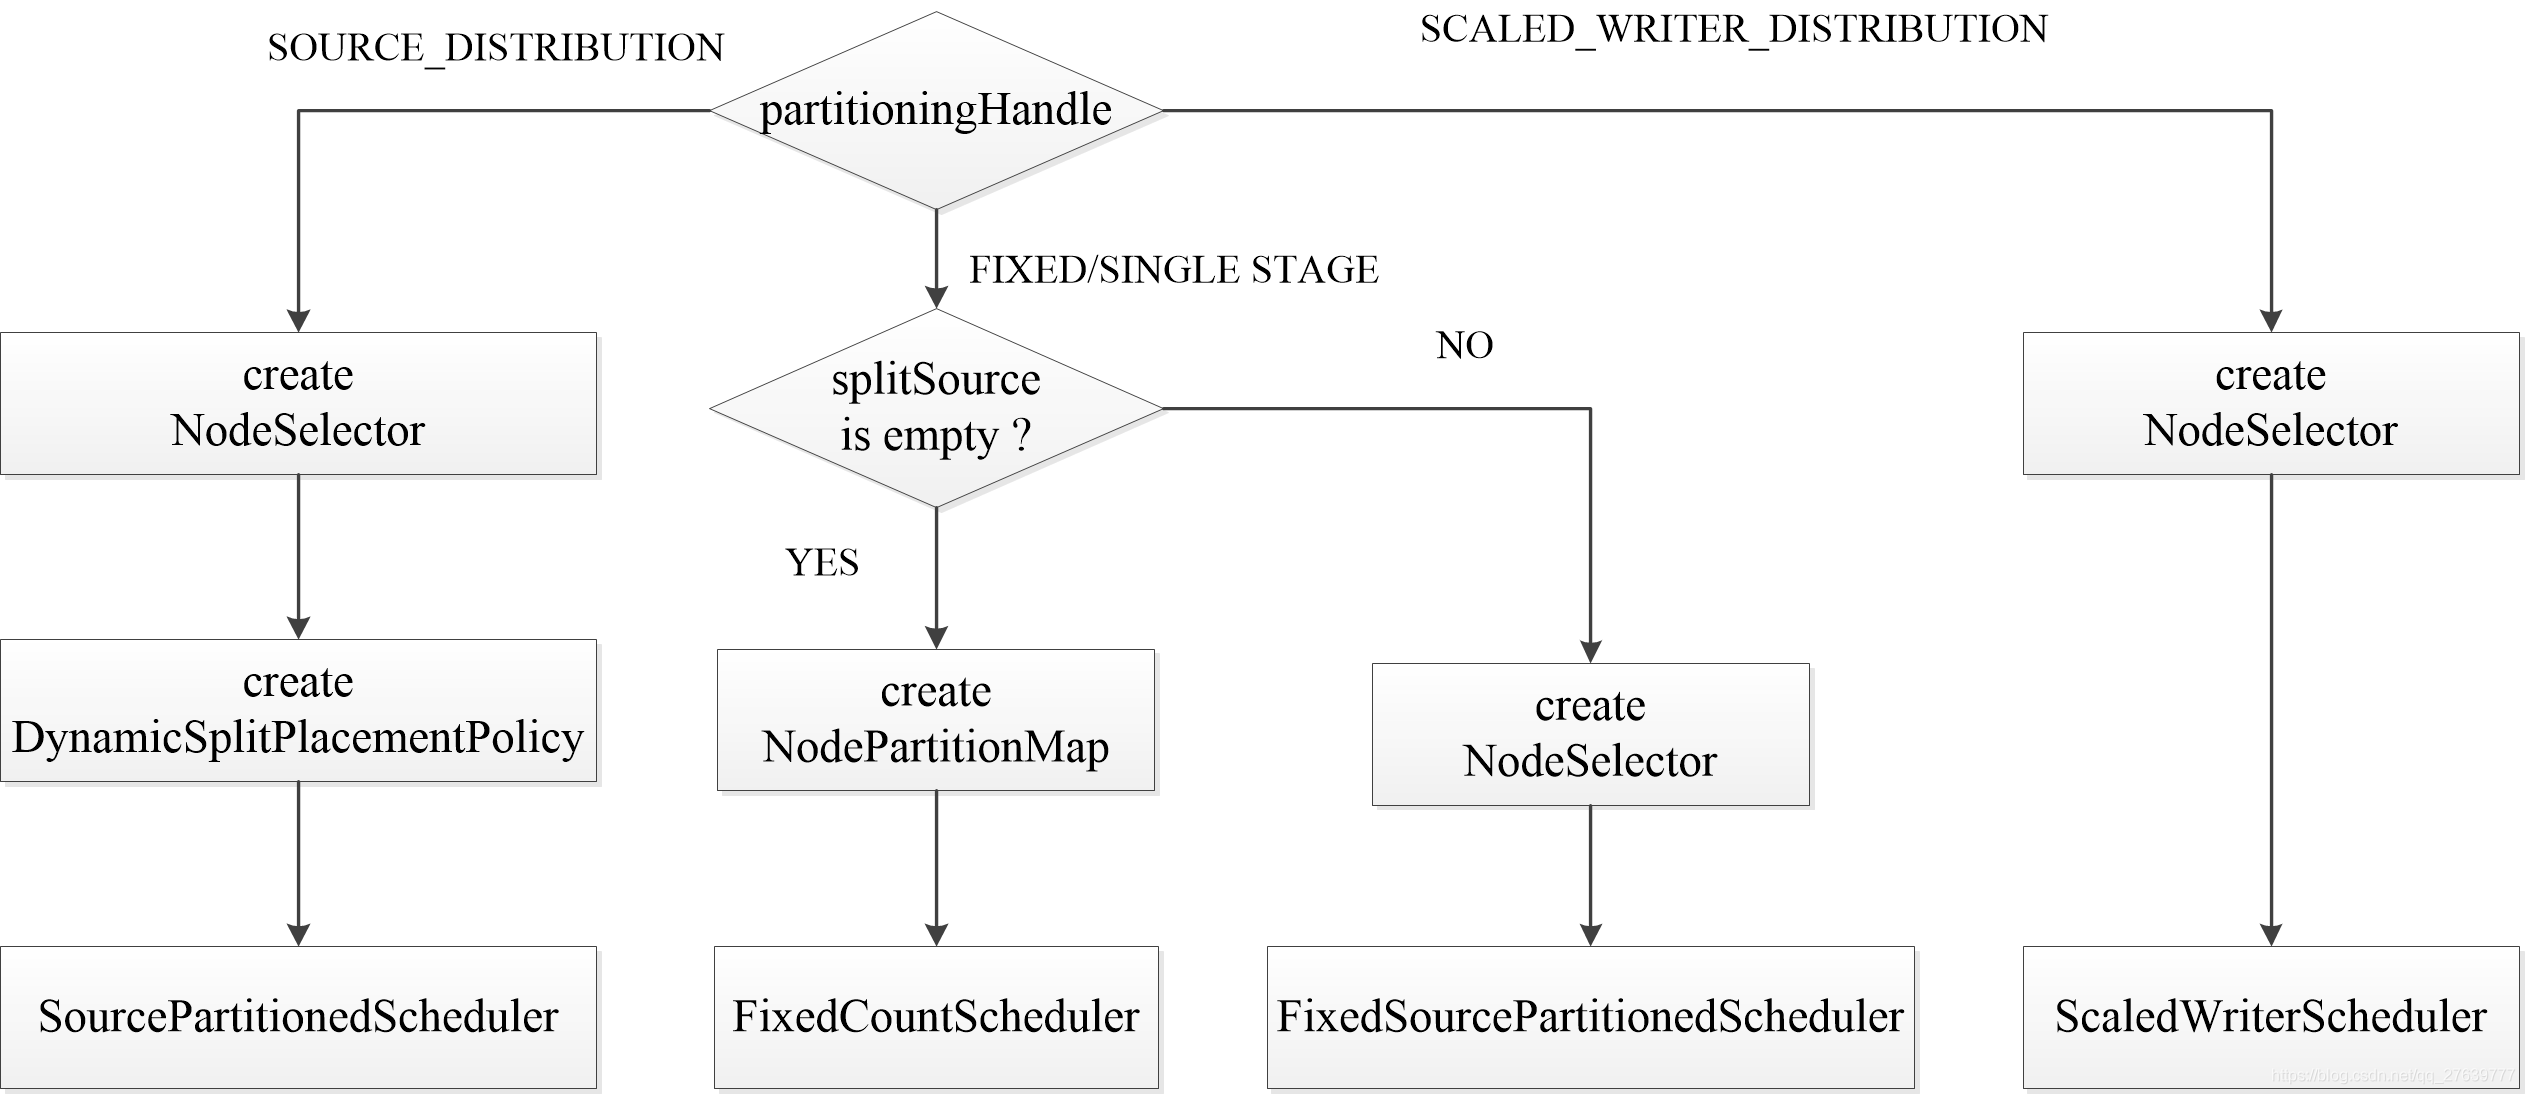 SOURCE_DISTRIBUTION
SCALED_WRITER_DISTRIBUTION
partitioningHandle
FIXED/SINGLE STAGE
NO
create
NodeSelector
splitSource
is empty ?
create
NodeSelector
YES
create
DynamicSplitPlacementPolicy
create
NodePartitionMap
create
NodeSelector
SourcePartitionedScheduler
FixedCountScheduler
FixedSourcePartitionedScheduler
ScaledWriterScheduler
https://blog.csdn.net/qq_27639777